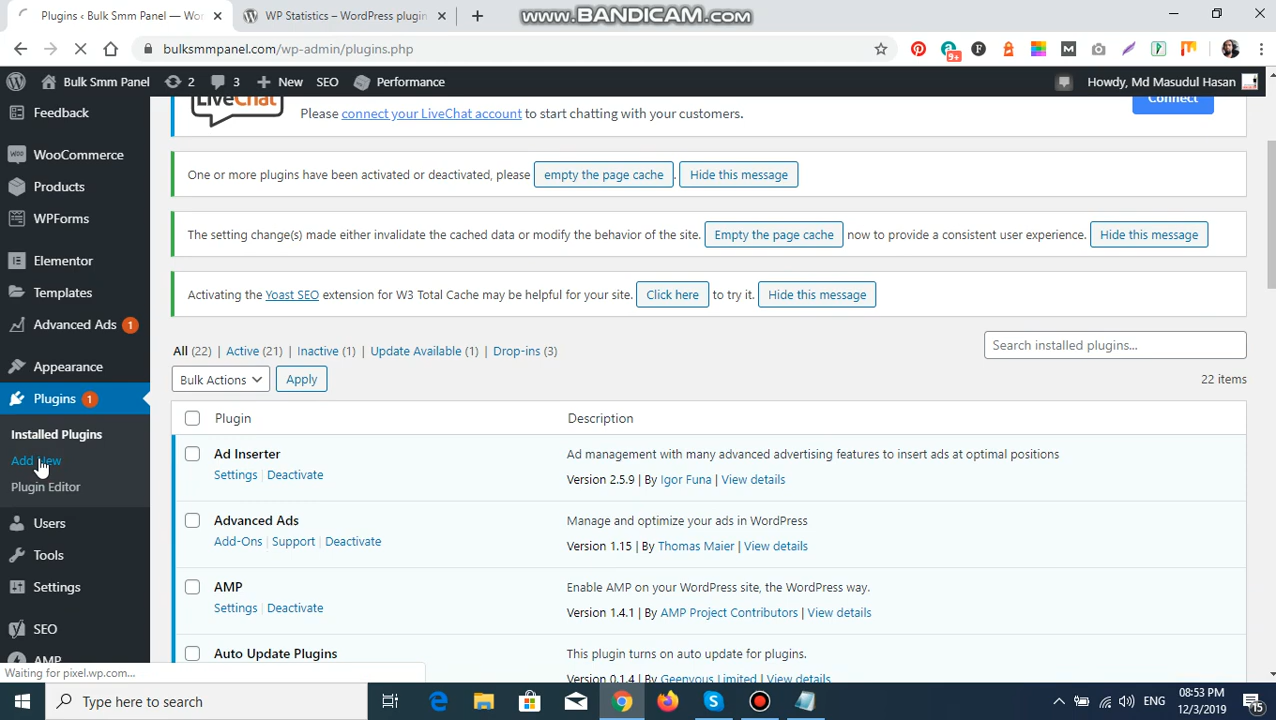 Plugins ‹ Bulk Smm Panel — Wo
WP Statistics – WordPress plugin
www.BANDICAM.com
bulksmmpanel.com/wp-admin/plugins.php
9+
Bulk Smm Panel
2
3
New
SEO
Performance
Howdy, Md Masudul Hasan
Feedback
WooCommerce
Products
WPForms
Elementor
Templates
Advanced Ads 1
Appearance
Plugins 1
Installed Plugins
Add New
Plugin Editor
Users
Tools
Settings
SEO
AMP
LiveChat
Please connect your LiveChat account to start chatting with your customers.
Connect
One or more plugins have been activated or deactivated, please empty the page cache. Hide this message
The setting change(s) made either invalidate the cached data or modify the behavior of the site. Empty the page cache now to provide a consistent user experience. Hide this message
Activating the Yoast SEO extension for W3 Total Cache may be helpful for your site. Click here to try it. Hide this message
All (22) | Active (21) | Inactive (1) | Update Available (1) | Drop-ins (3)
Search installed plugins...
Bulk Actions
Apply
22 items
Plugin
Description
Ad Inserter
Ad management with many advanced advertising features to insert ads at optimal positions
Settings | Deactivate
Version 2.5.9 | By Igor Funa | View details
Advanced Ads
Manage and optimize your ads in WordPress
Add-Ons | Support | Deactivate
Version 1.15 | By Thomas Maier | View details
AMP
Enable AMP on your WordPress site, the WordPress way.
Settings | Deactivate
Version 1.4.1 | By AMP Project Contributors | View details
Auto Update Plugins
This plugin turns on auto update for plugins.
Version 0.1.4 | By Geenyous Limited | View details
Waiting for pixel.wp.com...
Type here to search
ENG
08:53 PM
12/3/2019
15